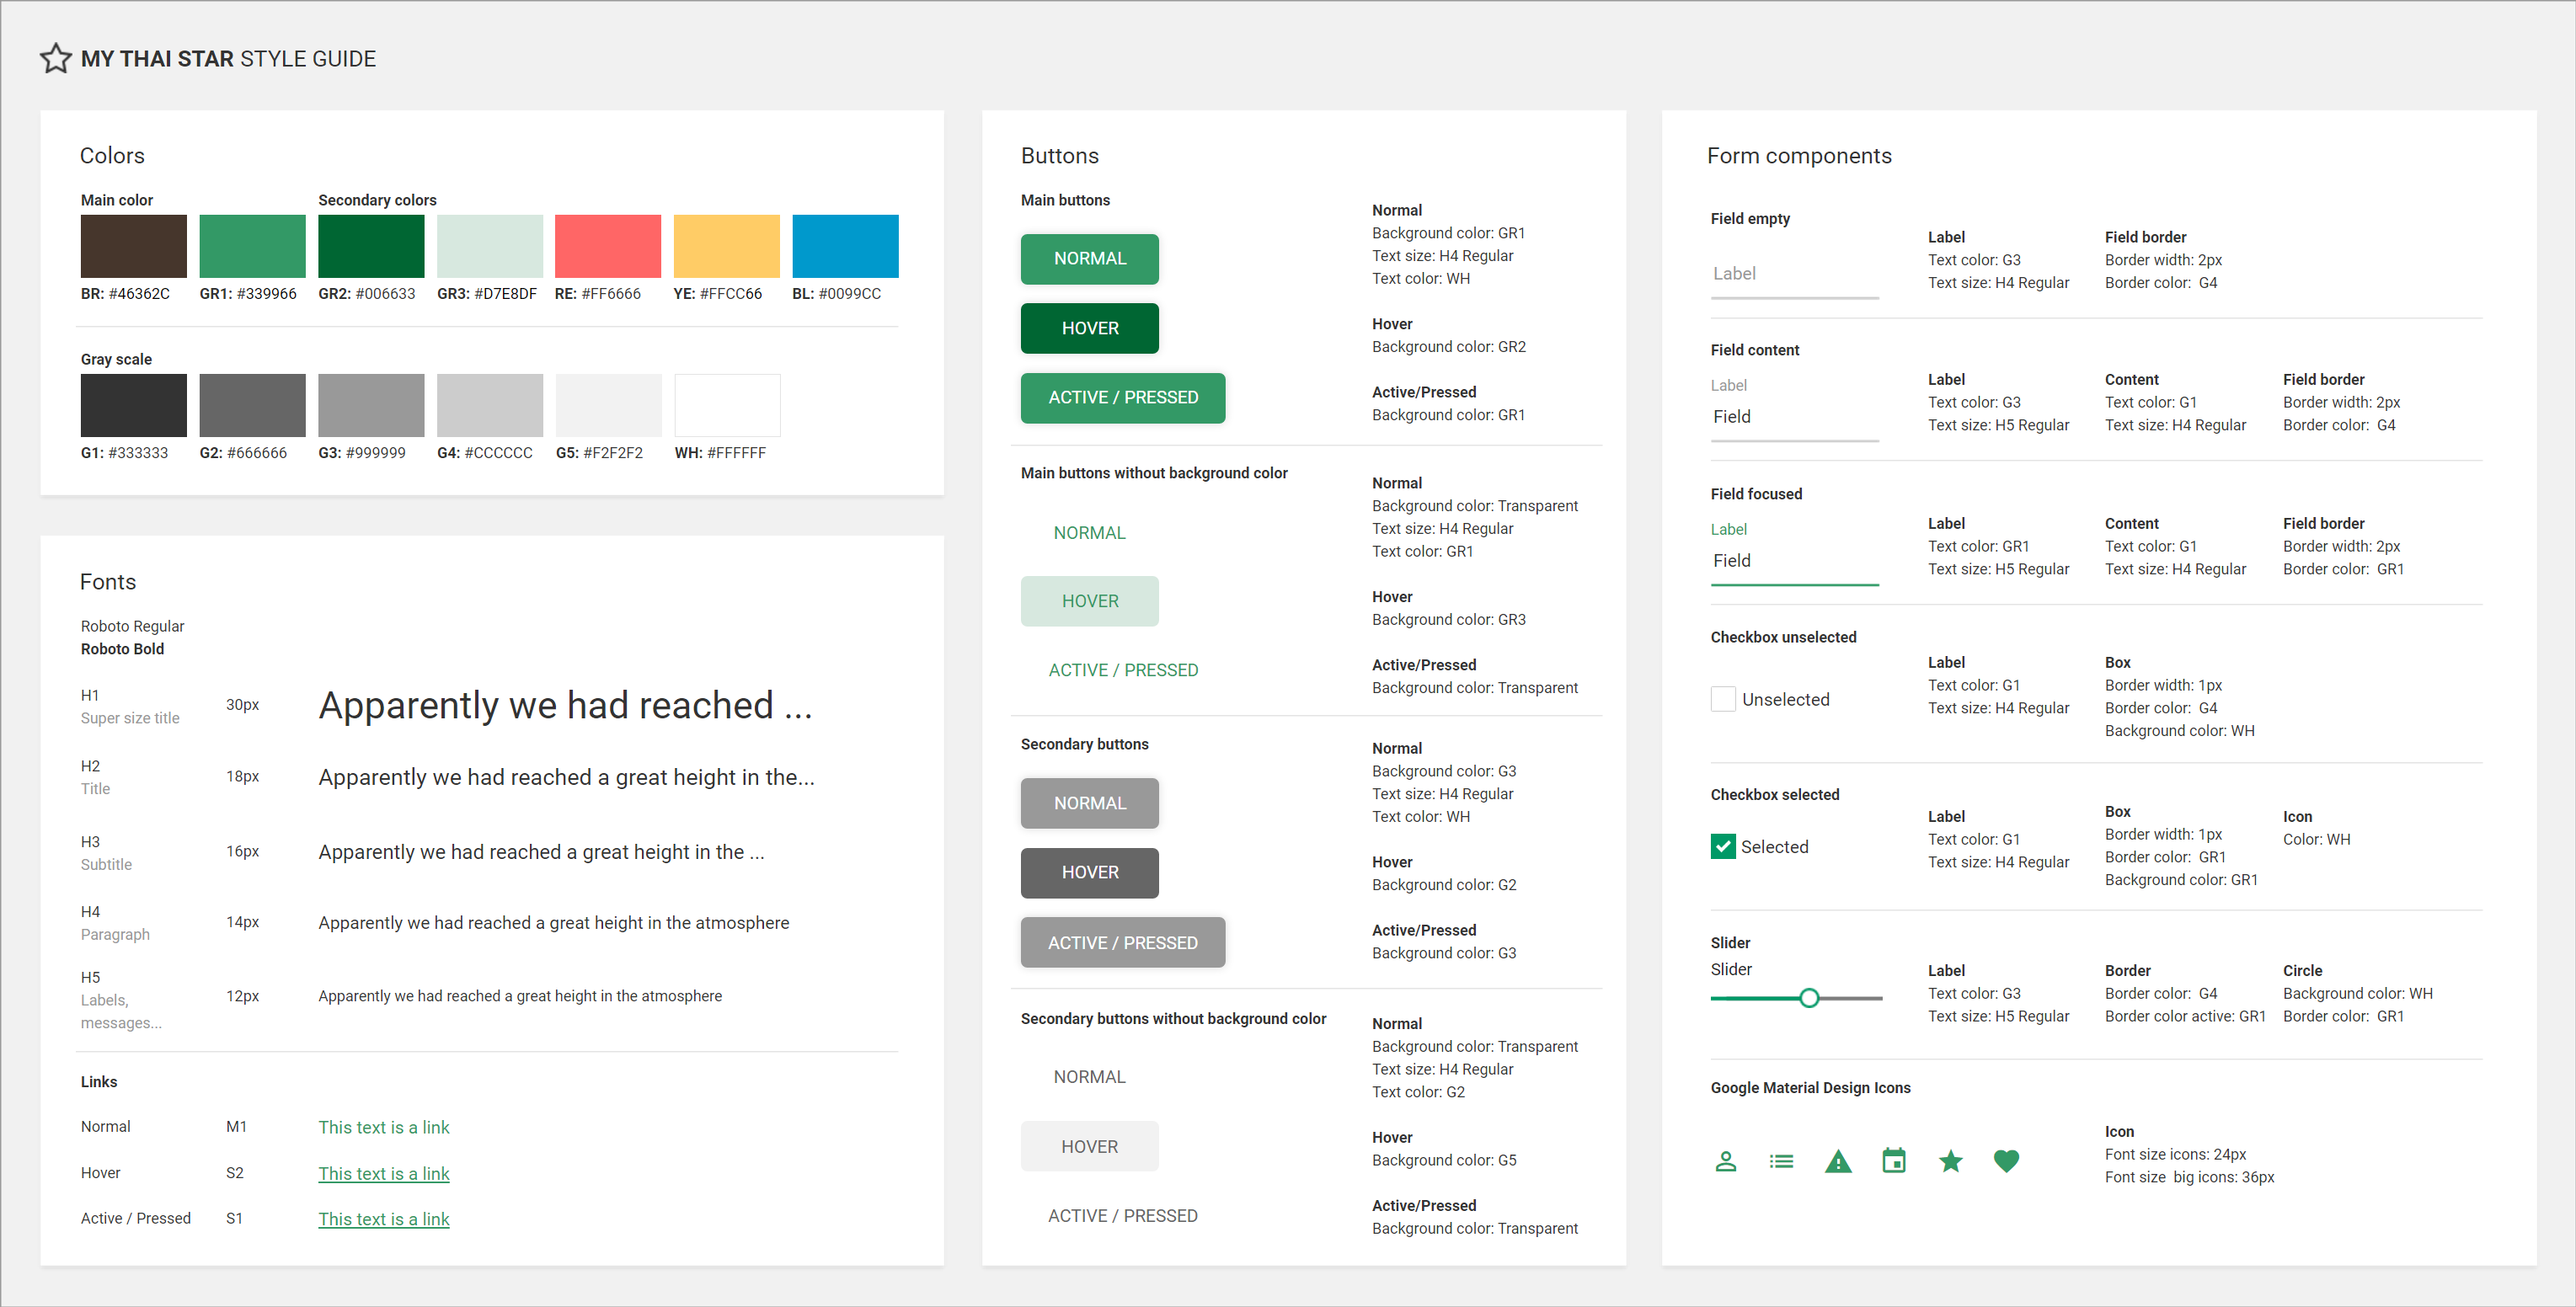 MY THAI STAR STYLE GUIDE
Colors
Main color
Secondary colors
BR: #46362C
GR1: #339966
GR2: #006633
GR3: #D7E8DF
RE: #FF6666
YE: #FFCC66
BL: #0099CC
Gray scale
G1: #333333
G2: #666666
G3: #999999
G4: #CCCCCC
G5: #F2F2F2
WH: #FFFFFF
Fonts
Roboto Regular
Roboto Bold
H1
Super size title
30px
Apparently we had reached ...
H2
Title
18px
Apparently we had reached a great height in the...
H3
Subtitle
16px
Apparently we had reached a great height in the ...
H4
Paragraph
14px
Apparently we had reached a great height in the atmosphere
H5
Labels,
messages...
12px
Apparently we had reached a great height in the atmosphere
Links
Normal
M1
This text is a link
Hover
S2
This text is a link
Active / Pressed
S1
This text is a link
Buttons
Main buttons
NORMAL
HOVER
ACTIVE / PRESSED
Normal
Background color: GR1
Text size: H4 Regular
Text color: WH
Hover
Background color: GR2
Active/Pressed
Background color: GR1
Main buttons without background color
NORMAL
HOVER
ACTIVE / PRESSED
Normal
Background color: Transparent
Text size: H4 Regular
Text color: GR1
Hover
Background color: GR3
Active/Pressed
Background color: Transparent
Secondary buttons
NORMAL
HOVER
ACTIVE / PRESSED
Normal
Background color: G3
Text size: H4 Regular
Text color: WH
Hover
Background color: G2
Active/Pressed
Background color: G3
Secondary buttons without background color
NORMAL
HOVER
ACTIVE / PRESSED
Normal
Background color: Transparent
Text size: H4 Regular
Text color: G2
Hover
Background color: G5
Active/Pressed
Background color: Transparent
Form components
Field empty
Label
Label
Text color: G3
Text size: H4 Regular
Field border
Border width: 2px
Border color: G4
Field content
Label
Field
Label
Text color: G3
Text size: H5 Regular
Content
Text color: G1
Text size: H4 Regular
Field border
Border width: 2px
Border color: G4
Field focused
Label
Field
Label
Text color: GR1
Text size: H5 Regular
Content
Text color: G1
Text size: H4 Regular
Field border
Border width: 2px
Border color: GR1
Checkbox unselected
Unselected
Label
Text color: G1
Text size: H4 Regular
Box
Border width: 1px
Border color: G4
Background color: WH
Checkbox selected
Selected
Label
Text color: G1
Text size: H4 Regular
Box
Border width: 1px
Border color: GR1
Background color: GR1
Icon
Color: WH
Slider
Slider
Label
Text color: G3
Text size: H5 Regular
Border
Border color: G4
Border color active: GR1
Circle
Background color: WH
Border color: GR1
Google Material Design Icons
Icon
Font size icons: 24px
Font size big icons: 36px